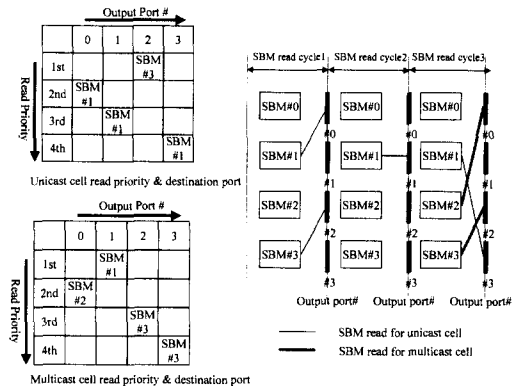 Output Port #
0 1 2 3
1st SBM #3
2nd SBM #1
3rd SBM #1
4th SBM #1
Read Priority
Unicast cell read priority & destination port
Output Port #
0 1 2 3
1st SBM #1
2nd SBM #2
3rd SBM #3
4th SBM #3
Read Priority
Multicast cell read priority & destination port
SBM read cycle1 SBM read cycle2 SBM read cycle3
SBM#0 SBM#0 SBM#0
#0 #0 #0
SBM#1 SBM#1 SBM#1
#1 #1 #1
SBM#2 SBM#2 SBM#2
#2 #2 #2
SBM#3 SBM#3 SBM#3
#3 #3 #3
Output port# Output port# Output port#
SBM read for unicast cell
SBM read for multicast cell